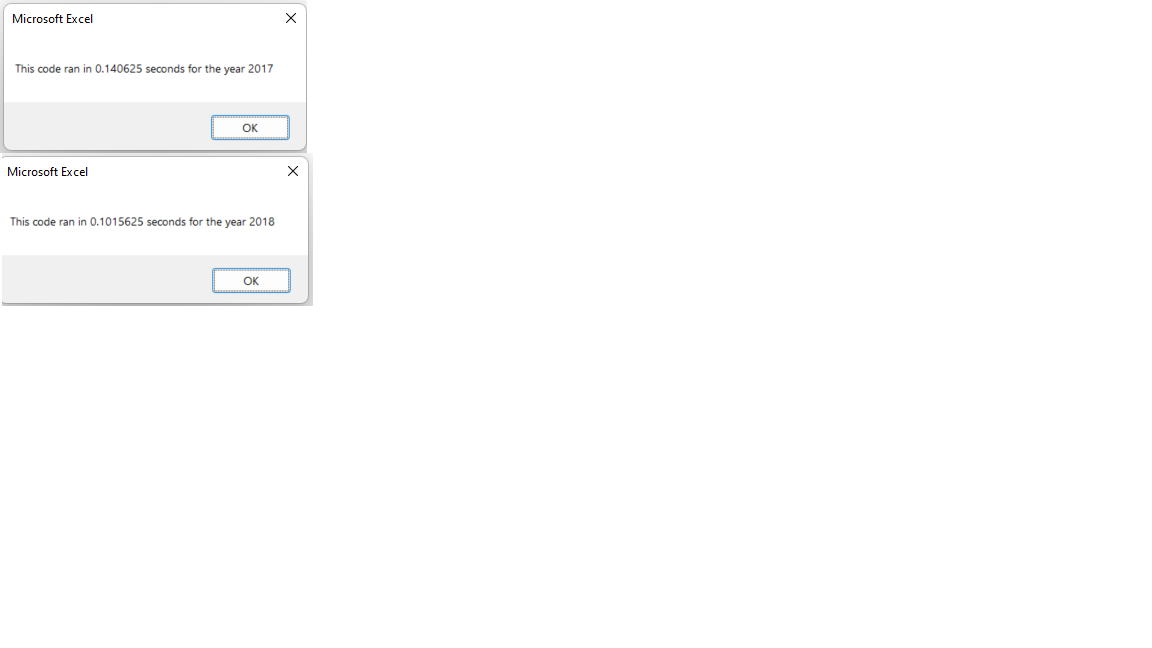 Microsoft Excel
This code ran in 0.140625 seconds for the year 2017
OK
Microsoft Excel
This code ran in 0.1015625 seconds for the year 2018
OK